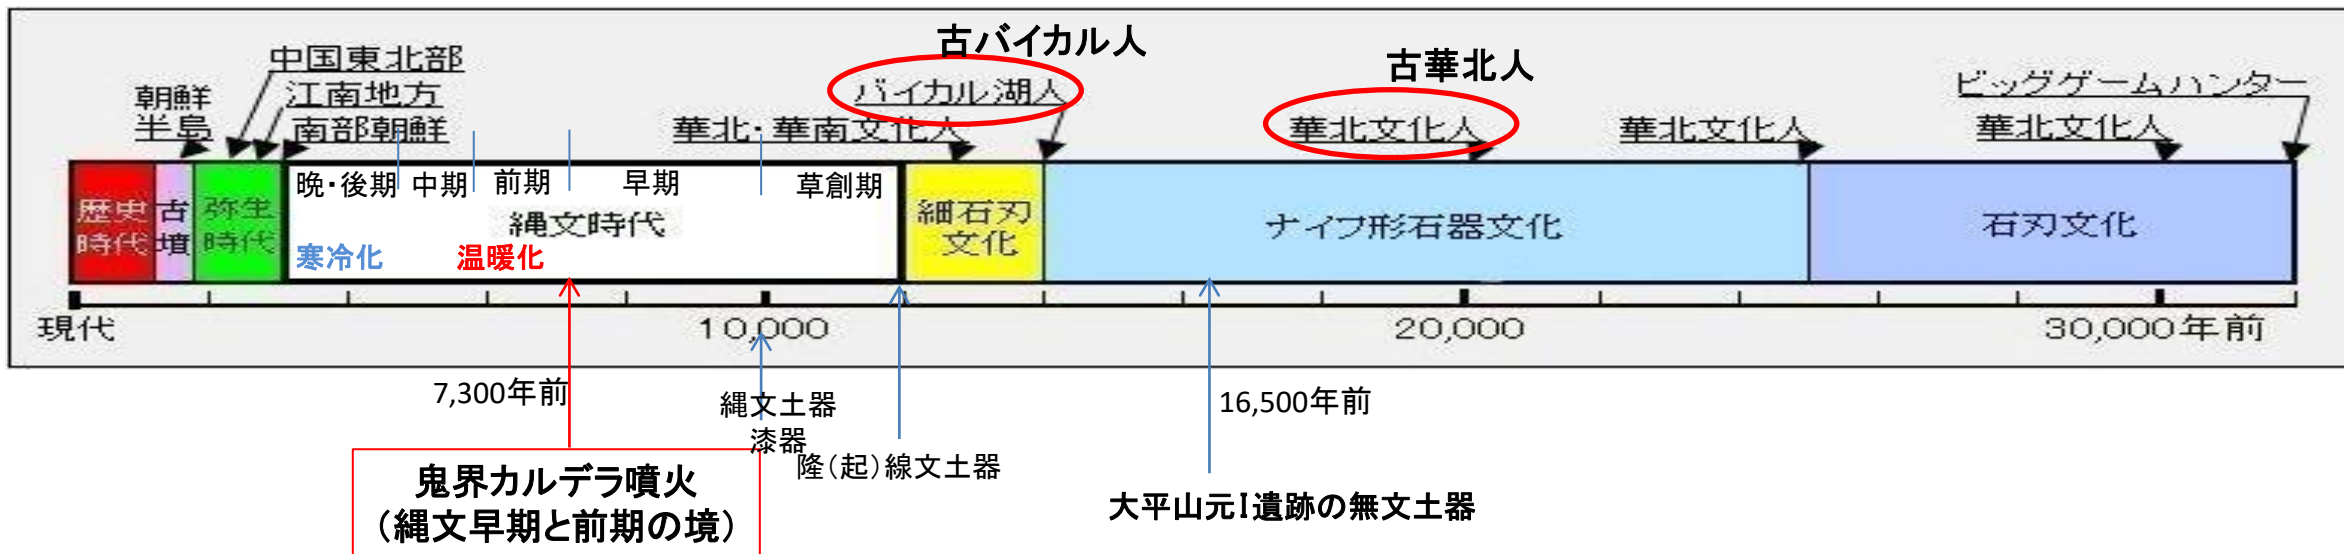 古バイカル人
古華北人
中国東北部
朝鮮
半島
江南地方
南部朝鮮
バイカル湖人
華北・華南文化人
華北文化人
華北文化人
華北文化人
ビッグゲームハンター
歴史
時代
古
墳
弥生
時代
晩・後期
中期
前期
早期
草創期
縄文時代
寒冷化
温暖化
細石刃
文化
ナイフ形石器文化
石刃文化
現代
10,000
20,000
30,000年前
7,300年前
縄文土器
漆器
隆(起)線文土器
16,500年前
大平山元I遺跡の無文土器
鬼界カルデラ噴火
(縄文早期と前期の境)